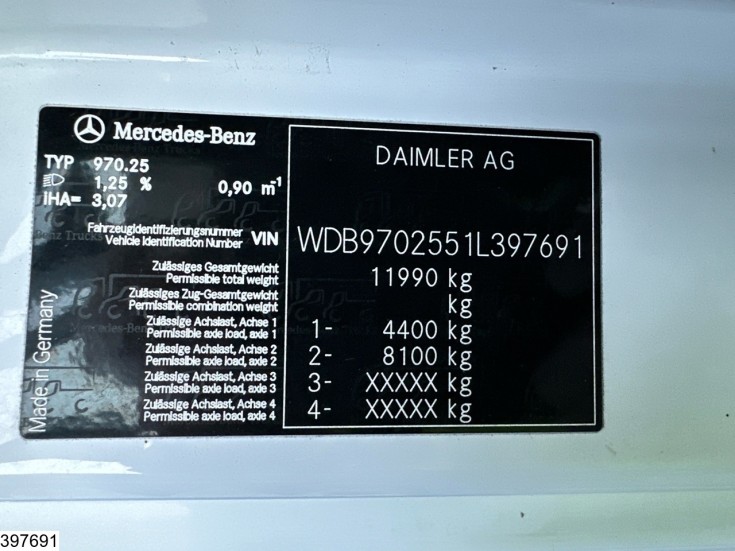 Mercedes-Benz
DAIMLER AG
TYP 970.25
1,25 % 0,90 m⁻¹
iHA= 3,07
Fahrzeugidentifizierungsnummer
Vehicle Identification Number VIN WDB9702551L397691
Zulässiges Gesamtgewicht
Permissible total weight 11990 kg
Zulässiges Zug-Gesamtgewicht
Permissible combination weight kg
Zulässige Achslast, Achse 1
Permissible axle load, axle 1 1- 4400 kg
Zulässige Achslast, Achse 2
Permissible axle load, axle 2 2- 8100 kg
Zulässige Achslast, Achse 3
Permissible axle load, axle 3 3- XXXXX kg
Zulässige Achslast, Achse 4
Permissible axle load, axle 4 4- XXXXX kg
Made in Germany
397691